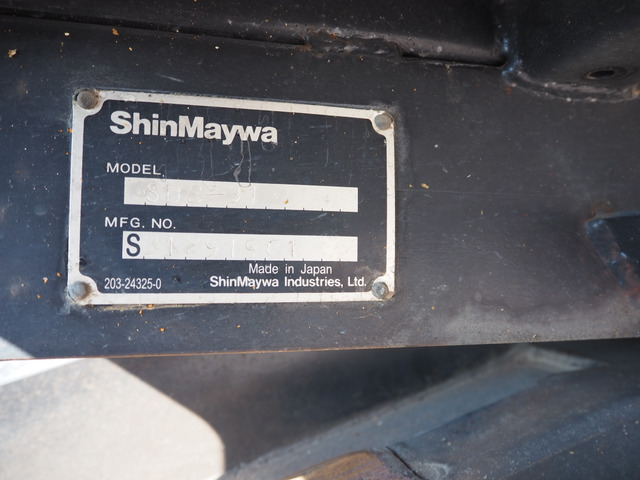 ShinMaywa
MODEL
MFG. NO.
S
Made in Japan
203-24325-0 ShinMaywa Industries, Ltd.